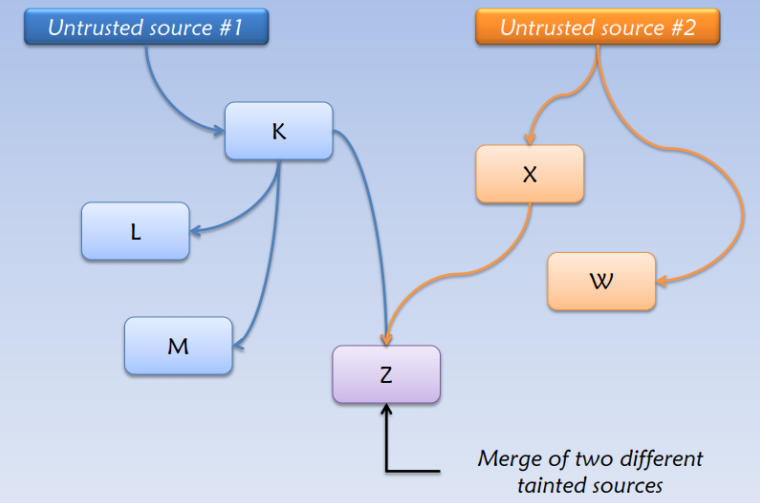 Untrusted source #1
Untrusted source #2
K
X
L
W
M
Z
Merge of two different
tainted sources